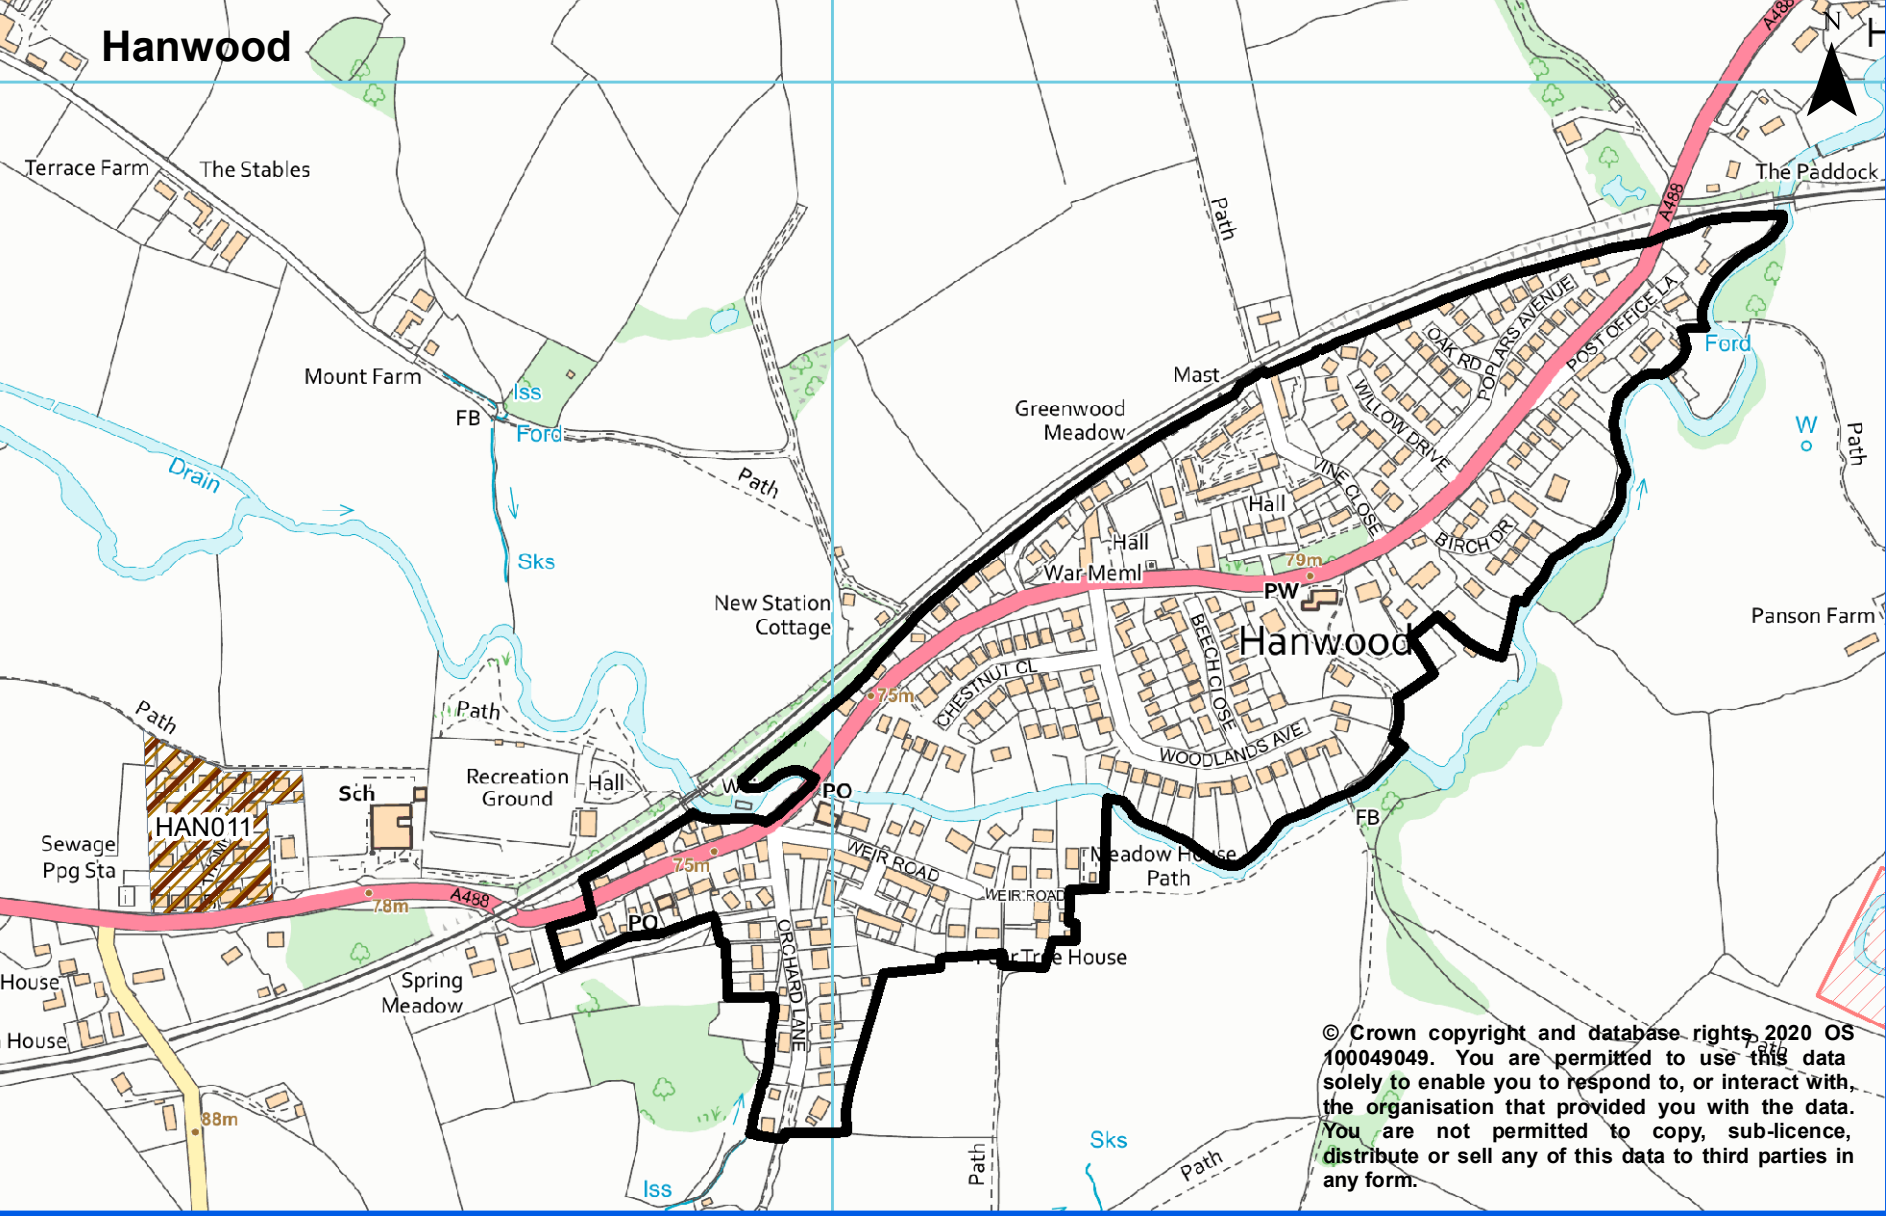 Hanwood
N
A488
H
Terrace Farm
The Stables
The Paddock
A488
Path
Mount Farm
Iss
FB
Ford
Mast
Greenwood
Meadow
OAK RD
POPLARS AVENUE
POST OFFICE LA
Ford
WILLOW DRIVE
W
Path
Drain
Path
VINE CLOSE
Hall
BIRCH DR
Hall
Sks
War Meml
79m
PW
New Station
Cottage
Hanwood
Panson Farm
BEECH CLOSE
CHESTNUT CL
75m
Path
Path
WOODLANDS AVE
Recreation
Ground
Hall
Sch
W
PO
HAN011
FB
Sewage
Ppg Sta
75m
WEIR ROAD
Meadow House
Path
WEIR ROAD
78m
A488
PO
ORCHARD LANE
Pear Tree House
House
Spring
Meadow
House
Path
88m
Sks
Path
Path
Iss
© Crown copyright and database rights 2020 OS
100049049. You are permitted to use this data
solely to enable you to respond to, or interact with,
the organisation that provided you with the data.
You are not permitted to copy, sub-licence,
distribute or sell any of this data to third parties in
any form.